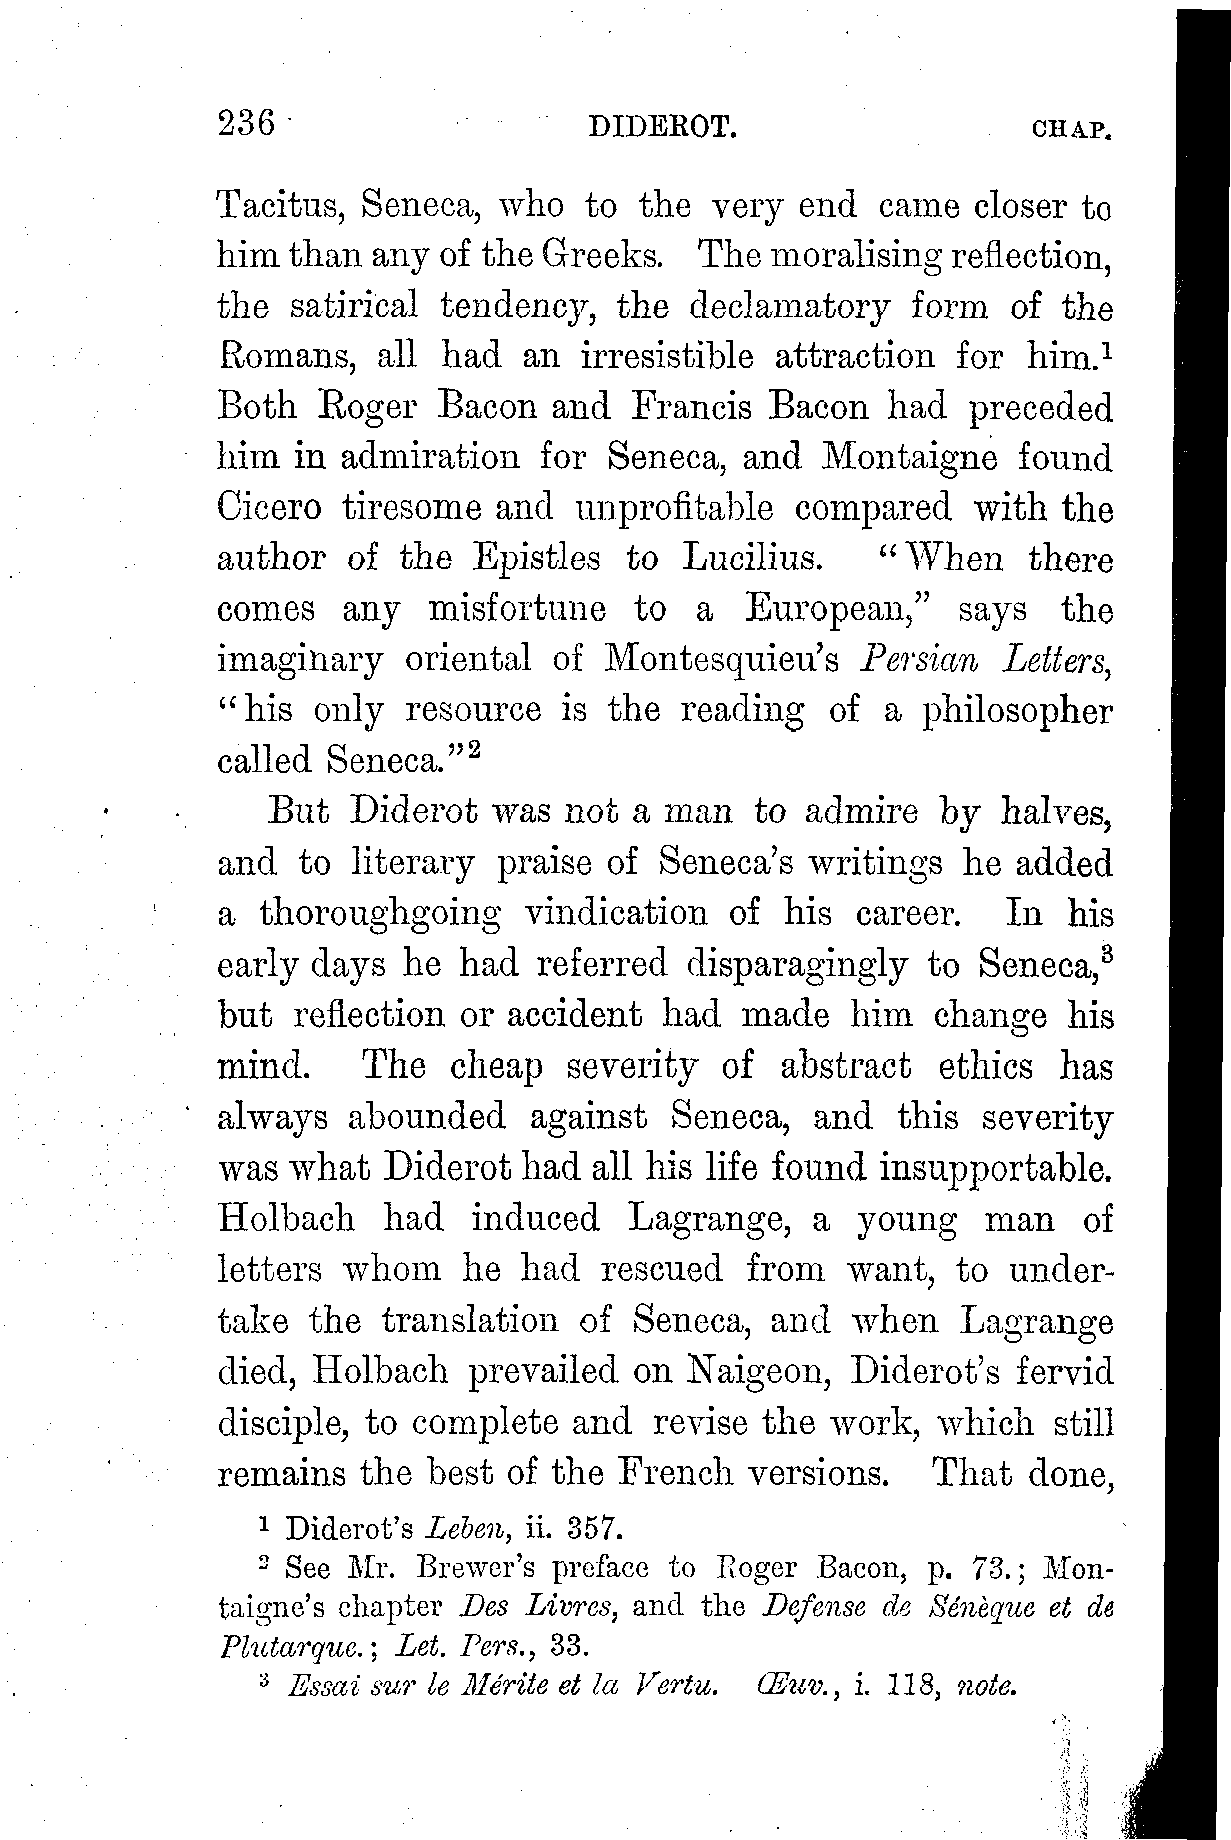 236 DIDEROT. CHAP.
Tacitus, Seneca, who to the very end came closer to
him than any of the Greeks. The moralising reflection,
the satirical tendency, the declamatory form of the
Romans, all had an irresistible attraction for him.¹
Both Roger Bacon and Francis Bacon had preceded
him in admiration for Seneca, and Montaigne found
Cicero tiresome and unprofitable compared with the
author of the Epistles to Lucilius. “When there
comes any misfortune to a European,” says the
imaginary oriental of Montesquieu’s Persian Letters,
“his only resource is the reading of a philosopher
called Seneca.”²
But Diderot was not a man to admire by halves,
and to literary praise of Seneca’s writings he added
a thoroughgoing vindication of his career. In his
early days he had referred disparagingly to Seneca,³
but reflection or accident had made him change his
mind. The cheap severity of abstract ethics has
always abounded against Seneca, and this severity
was what Diderot had all his life found insupportable.
Holbach had induced Lagrange, a young man of
letters whom he had rescued from want, to under-
take the translation of Seneca, and when Lagrange
died, Holbach prevailed on Naigeon, Diderot’s fervid
disciple, to complete and revise the work, which still
remains the best of the French versions. That done,
¹ Diderot’s Leben, ii. 357.
² See Mr. Brewer’s preface to Roger Bacon, p. 73.; Mon-
taigne’s chapter Des Livres, and the Defense de Sénèque et de
Plutarque.; Let. Pers., 33.
³ Essai sur le Mérite et la Vertu. Œuv., i. 118, note.